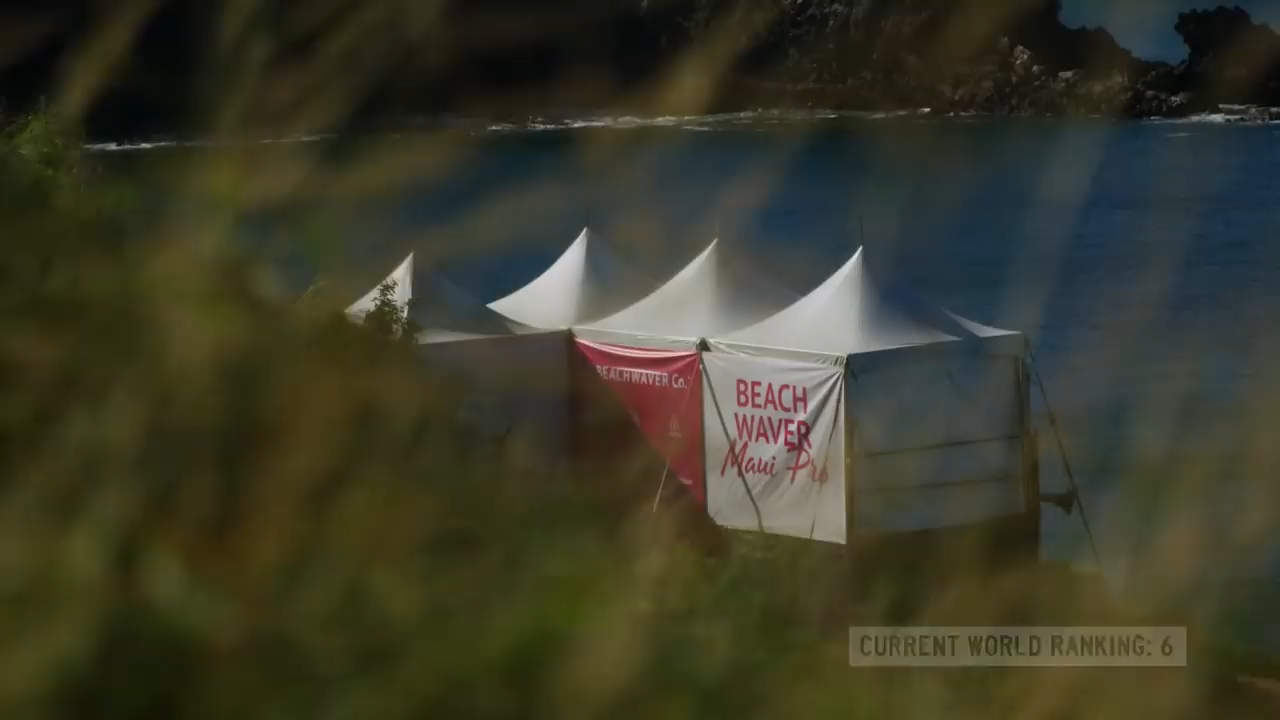 BEACHWAVER Co.
BEACH
WAVER
Maui Pro
CURRENT WORLD RANKING: 6